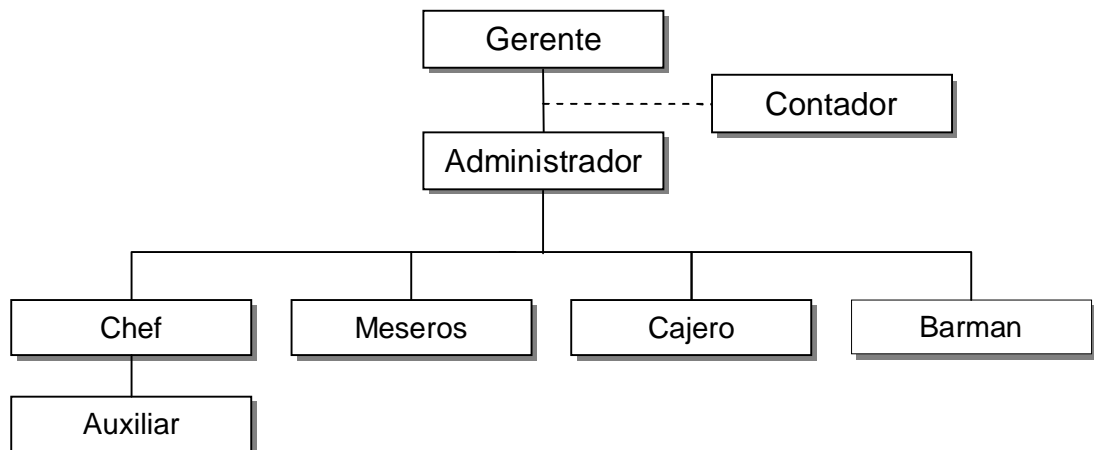 Gerente
Contador
Administrador
Chef
Meseros
Cajero
Barman
Auxiliar